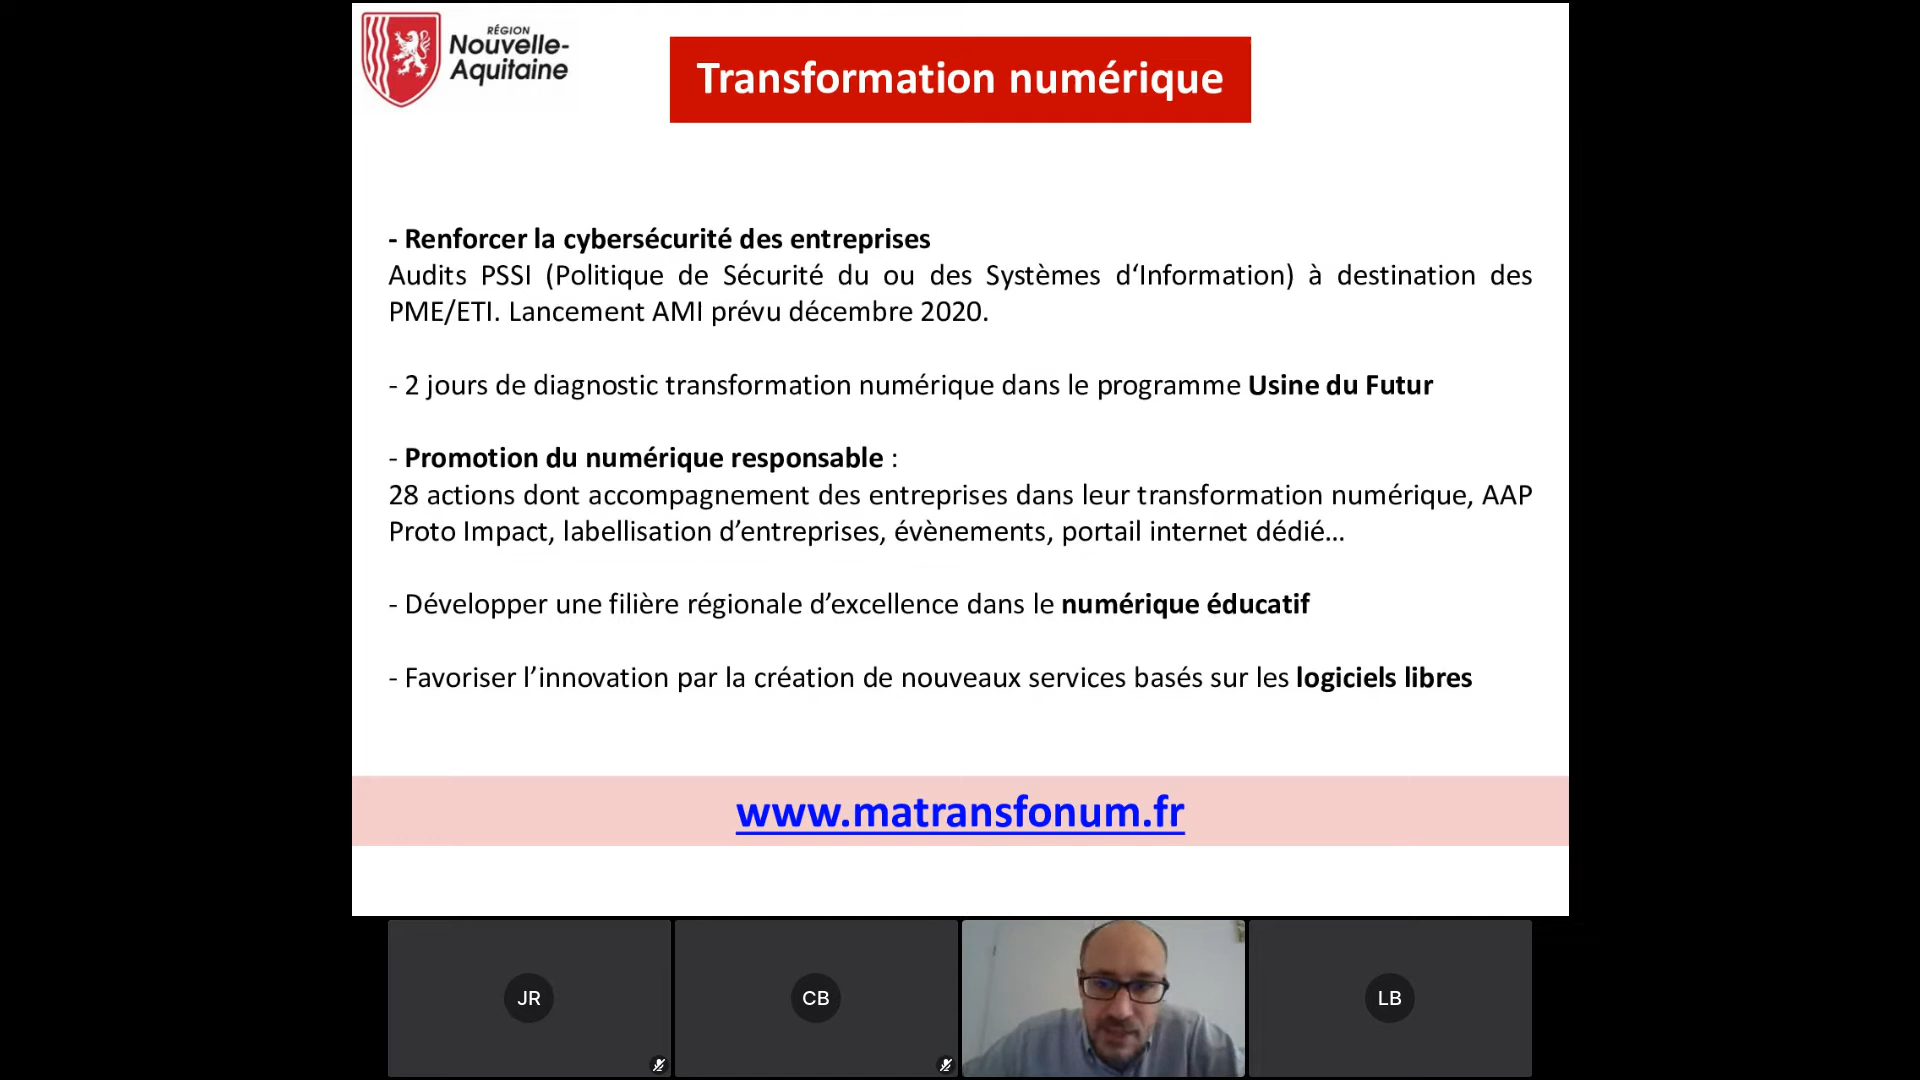 RÉGION
Nouvelle-
Aquitaine
Transformation numérique
- Renforcer la cybersécurité des entreprises
Audits PSSI (Politique de Sécurité du ou des Systèmes d‘Information) à destination des
PME/ETI. Lancement AMI prévu décembre 2020.
- 2 jours de diagnostic transformation numérique dans le programme Usine du Futur
- Promotion du numérique responsable :
28 actions dont accompagnement des entreprises dans leur transformation numérique, AAP
Proto Impact, labellisation d’entreprises, évènements, portail internet dédié…
- Développer une filière régionale d’excellence dans le numérique éducatif
- Favoriser l’innovation par la création de nouveaux services basés sur les logiciels libres
www.matransfonum.fr
JR
CB
LB